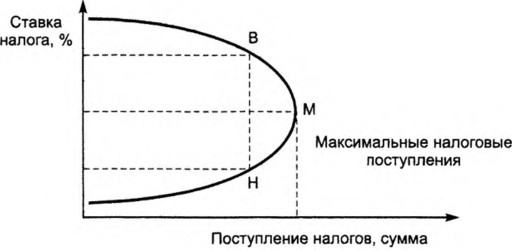 Ставка
налога, %
В
М
Максимальные налоговые
поступления
Н
Поступление налогов, сумма